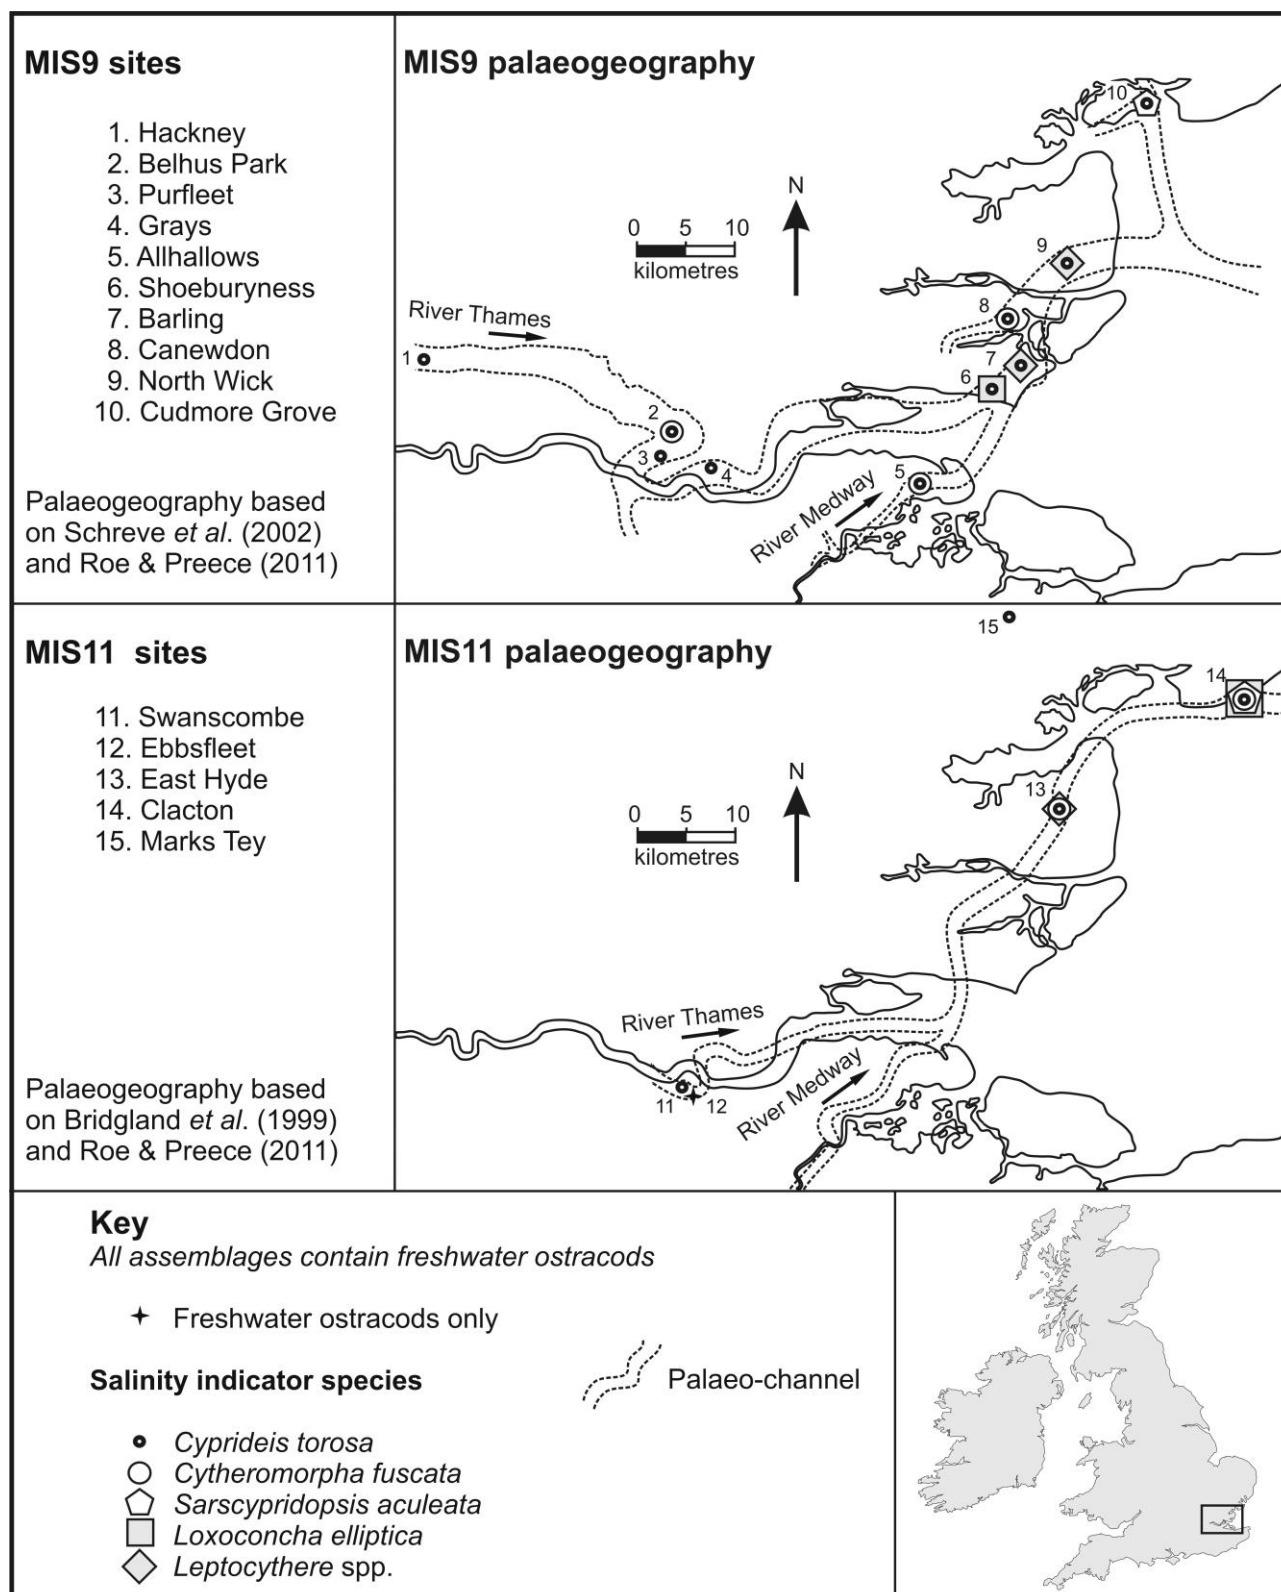 MIS9 sites
1. Hackney
2. Belhus Park
3. Purfleet
4. Grays
5. Allhallows
6. Shoeburyness
7. Barling
8. Canewdon
9. North Wick
10. Cudmore Grove
Palaeogeography based
on Schreve et al. (2002)
and Roe & Preece (2011)
MIS9 palaeogeography
10
N
0 5 10
kilometres
9
River Thames
8
1
7
6
2
3
4
5
River Medway
MIS11 sites
11. Swanscombe
12. Ebbsfleet
13. East Hyde
14. Clacton
15. Marks Tey
Palaeogeography based
on Bridgland et al. (1999)
and Roe & Preece (2011)
15
MIS11 palaeogeography
14
N
0 5 10
kilometres
13
River Thames
11
12
River Medway
Key
All assemblages contain freshwater ostracods
Freshwater ostracods only
Salinity indicator species
Palaeo-channel
Cyprideis torosa
Cytheromorpha fuscata
Sarscypridopsis aculeata
Loxoconcha elliptica
Leptocythere spp.